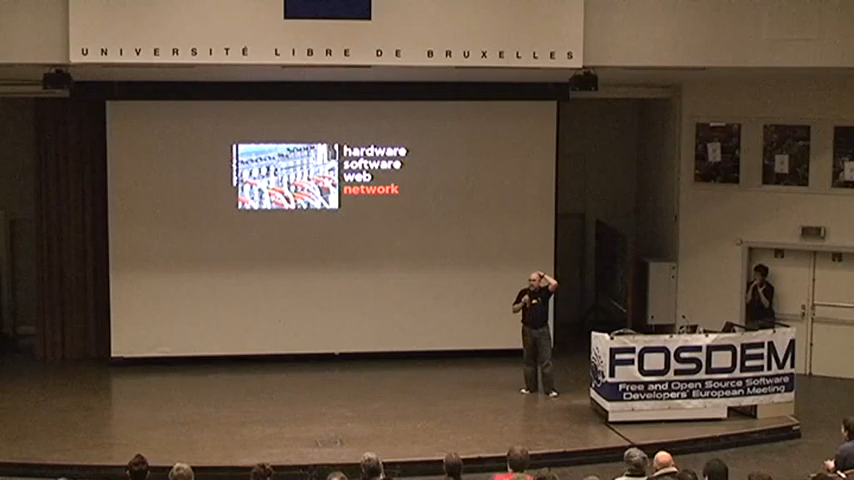 UNIVERSITÉ LIBRE DE BRUXELLES
hardware
software
web
network
FOSDEM
Free and Open Source Software
Developers' European Meeting